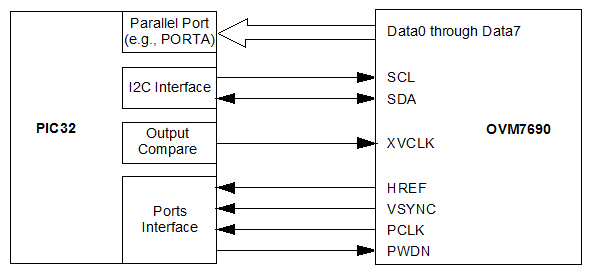 Parallel Port
(e.g., PORTA)
Data0 through Data7
I2C Interface
SCL
SDA
PIC32
Output
Compare
OVM7690
XVCLK
Ports
Interface
HREF
VSYNC
PCLK
PWDN